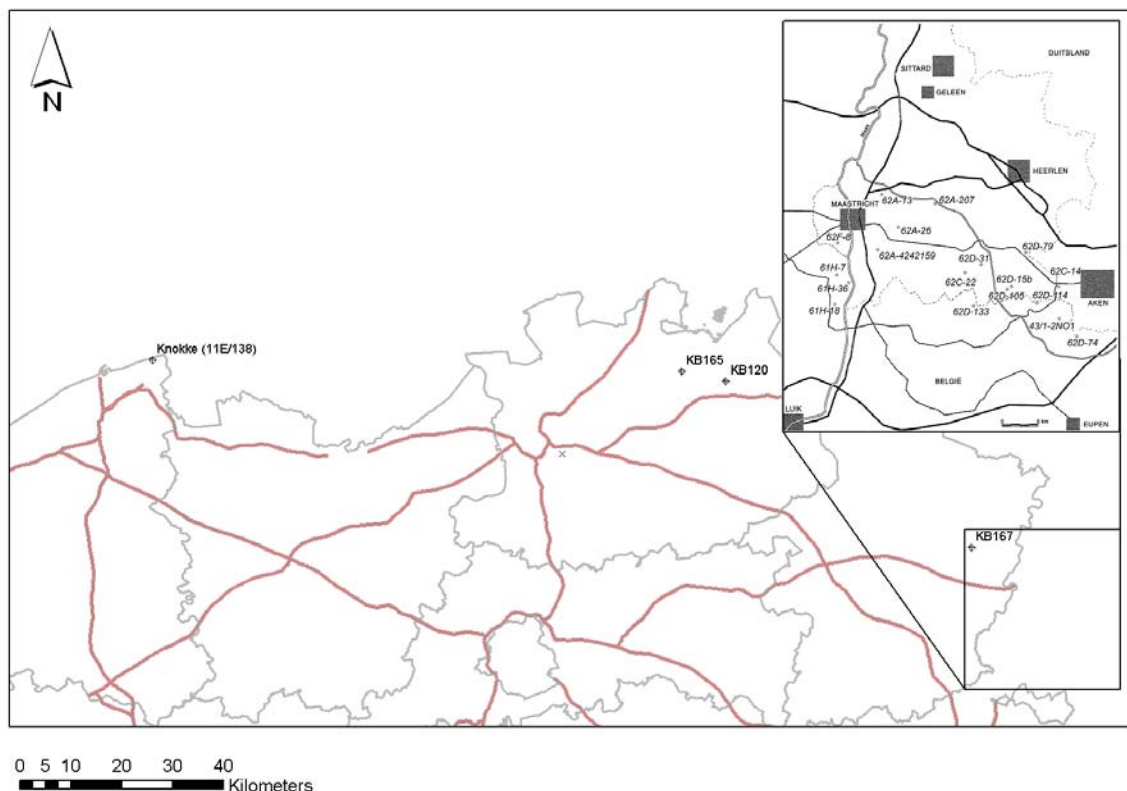 N
DUITSLAND
SITTARD
GELEEN
HEERLEN
62A-13
62A-207
MAASTRICHT
62A-26
62F-6
62D-79
62A-4242159
62D-31
61H-7
62C-14
61H-36
62C-22
62D-15b
62D-105
62D-114
AKEN
61H-18
62D-133
43/1-2NO1
62D-74
BELGIË
LUIK
EUPEN
Knokke (11E/138)
KB165
KB120
KB167
0 5 10 20 30 40
Kilometers